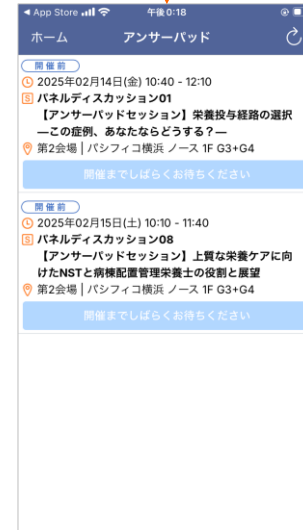 App Store 午後0:18
ホーム アンサーパッド
開催前
2025年02月14日(金) 10:40 - 12:10
S パネルディスカッション01
【アンサーパッドセッション】栄養投与経路の選択
―この症例、あなたならどうする？―
第2会場 | パシフィコ横浜 ノース 1F G3+G4
開催までしばらくお待ちください
開催前
2025年02月15日(土) 10:10 - 11:40
S パネルディスカッション08
【アンサーパッドセッション】上質な栄養ケアに向
けたNSTと病棟配置管理栄養士の役割と展望
第2会場 | パシフィコ横浜 ノース 1F G3+G4
開催までしばらくお待ちください